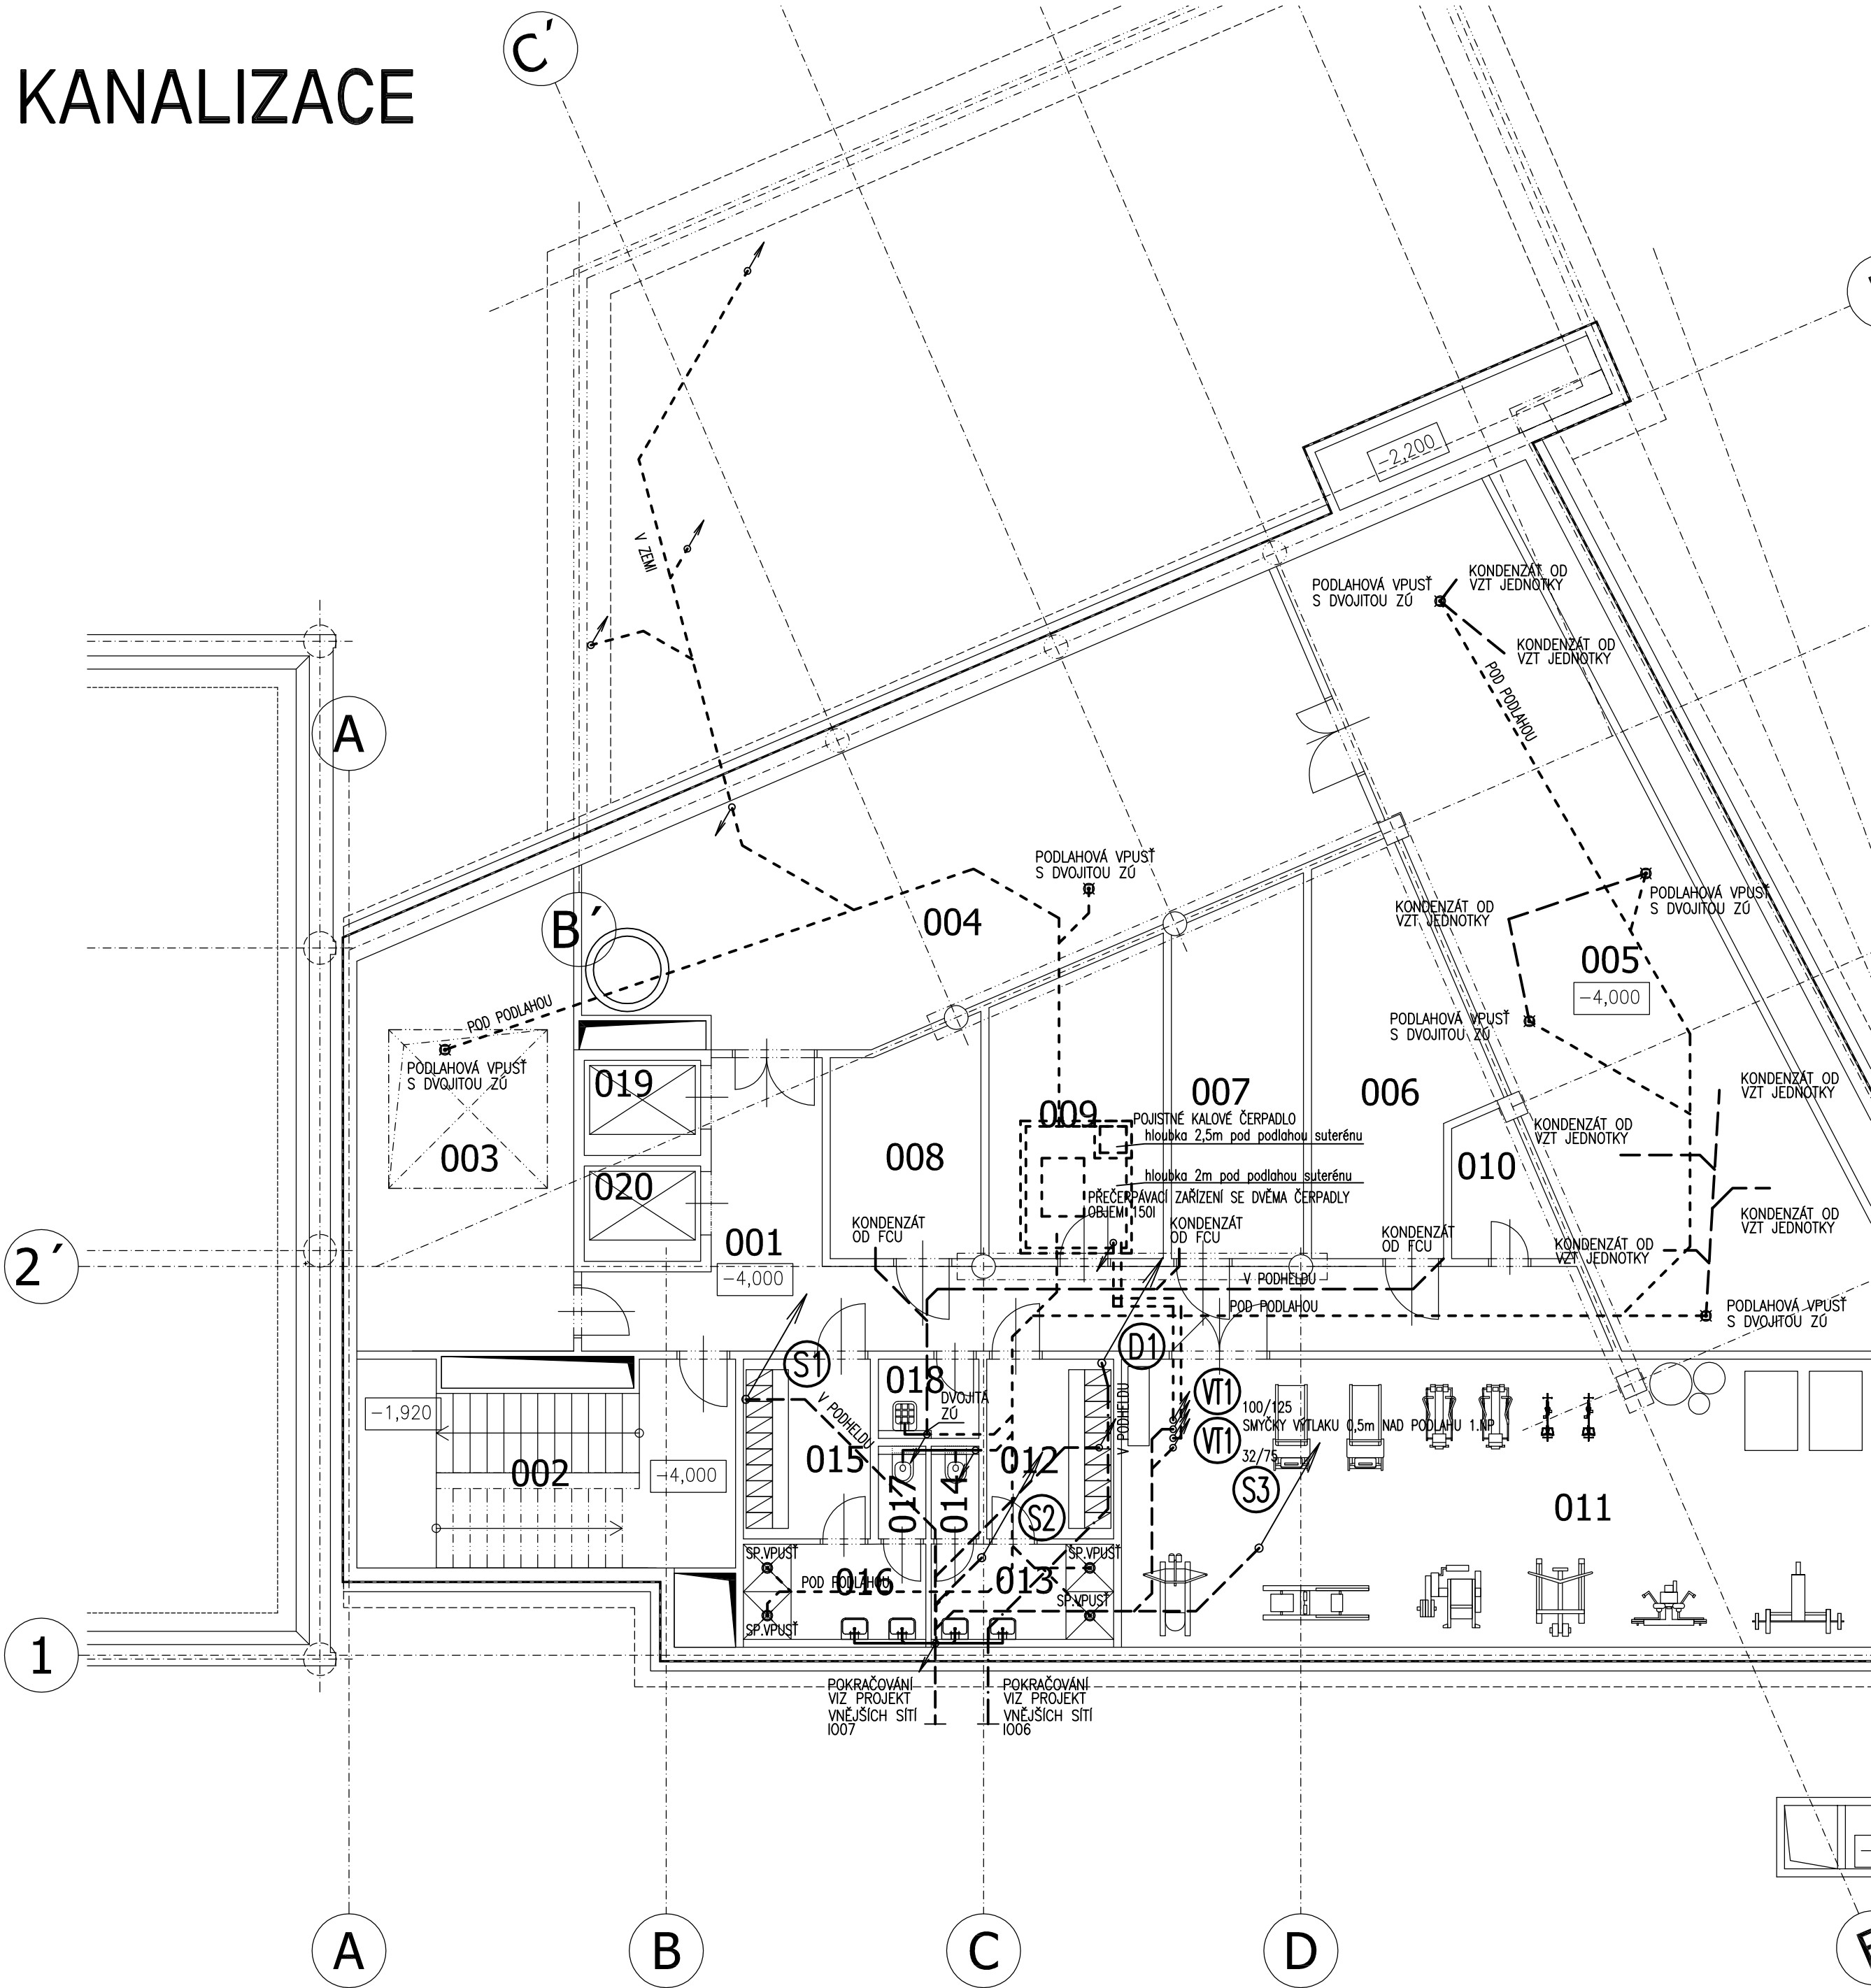 KANALIZACE
C´
-2,200
V ZEMI
PODLAHOVÁ VPUSŤ
S DVOJITOU ZÚ
KONDENZÁT OD
VZT JEDNOTKY
KONDENZÁT OD
VZT JEDNOTKY
POD PODLAHOU
A
B´
PODLAHOVÁ VPUSŤ
S DVOJITOU ZÚ
004
KONDENZÁT OD
VZT JEDNOTKY
PODLAHOVÁ VPUSŤ
S DVOJITOU ZÚ
005
-4,000
POD PODLAHOU
PODLAHOVÁ VPUSŤ
S DVOJITOU ZÚ
PODLAHOVÁ VPUSŤ
S DVOJITOU ZÚ
019
003
020
008
009
007
006
010
POJISTNÉ KALOVÉ ČERPADLO
hloubka 2,5m pod podlahou suterénu
hloubka 2m pod podlahou suterénu
PŘEČERPÁVACÍ ZAŘÍZENÍ SE DVĚMA ČERPADLY
OBJEM 150l
KONDENZÁT OD
VZT JEDNOTKY
KONDENZÁT OD
VZT JEDNOTKY
KONDENZÁT OD
VZT JEDNOTKY
KONDENZÁT OD
VZT JEDNOTKY
2´
001
-4,000
KONDENZÁT
OD FCU
KONDENZÁT
OD FCU
KONDENZÁT
OD FCU
V PODHELDU
POD PODLAHOU
PODLAHOVÁ VPUSŤ
S DVOJITOU ZÚ
S1
D1
018
DVOJITÁ
ZÚ
V PODHELDU
V PODHELDU
VT1
100/125
SMYČKY VÝTLAKU 0,5m NAD PODLAHU 1.NP
VT1
32/75
S3
-1,920
002
-4,000
015
017
014
012
S2
011
SP.VPUSŤ
POD PODLAHOU
016
013
SP.VPUSŤ
SP.VPUSŤ
SP.VPUSŤ
1
POKRAČOVÁNÍ
VIZ PROJEKT
VNĚJŠÍCH SÍTÍ
IO07
POKRAČOVÁNÍ
VIZ PROJEKT
VNĚJŠÍCH SÍTÍ
IO06
A
B
C
D